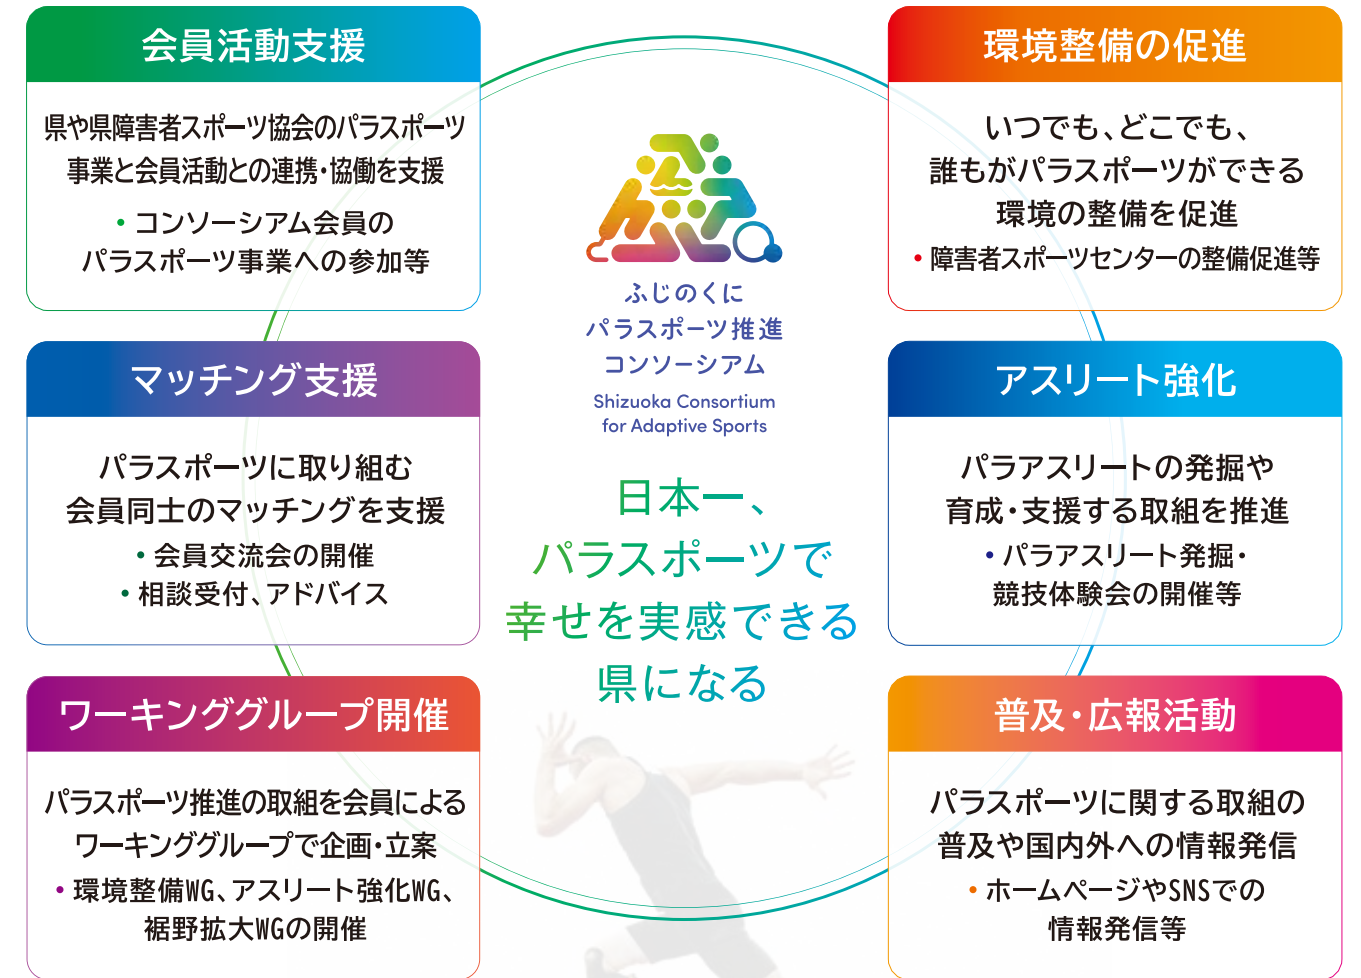 会員活動支援
県や県障害者スポーツ協会のパラスポーツ
事業と会員活動との連携・協働を支援
・コンソーシアム会員の
パラスポーツ事業への参加等
マッチング支援
パラスポーツに取り組む
会員同士のマッチングを支援
・会員交流会の開催
・相談受付、アドバイス
ワーキンググループ開催
パラスポーツ推進の取組を会員による
ワーキンググループで企画・立案
・環境整備WG、アスリート強化WG、
裾野拡大WGの開催
ふじのくに
パラスポーツ推進
コンソーシアム
Shizuoka Consortium
for Adaptive Sports
日本一、
パラスポーツで
幸せを実感できる
県になる
環境整備の促進
いつでも、どこでも、
誰もがパラスポーツができる
環境の整備を促進
・障害者スポーツセンターの整備促進等
アスリート強化
パラアスリートの発掘や
育成・支援する取組を推進
・パラアスリート発掘・
競技体験会の開催等
普及・広報活動
パラスポーツに関する取組の
普及や国内外への情報発信
・ホームページやSNSでの
情報発信等